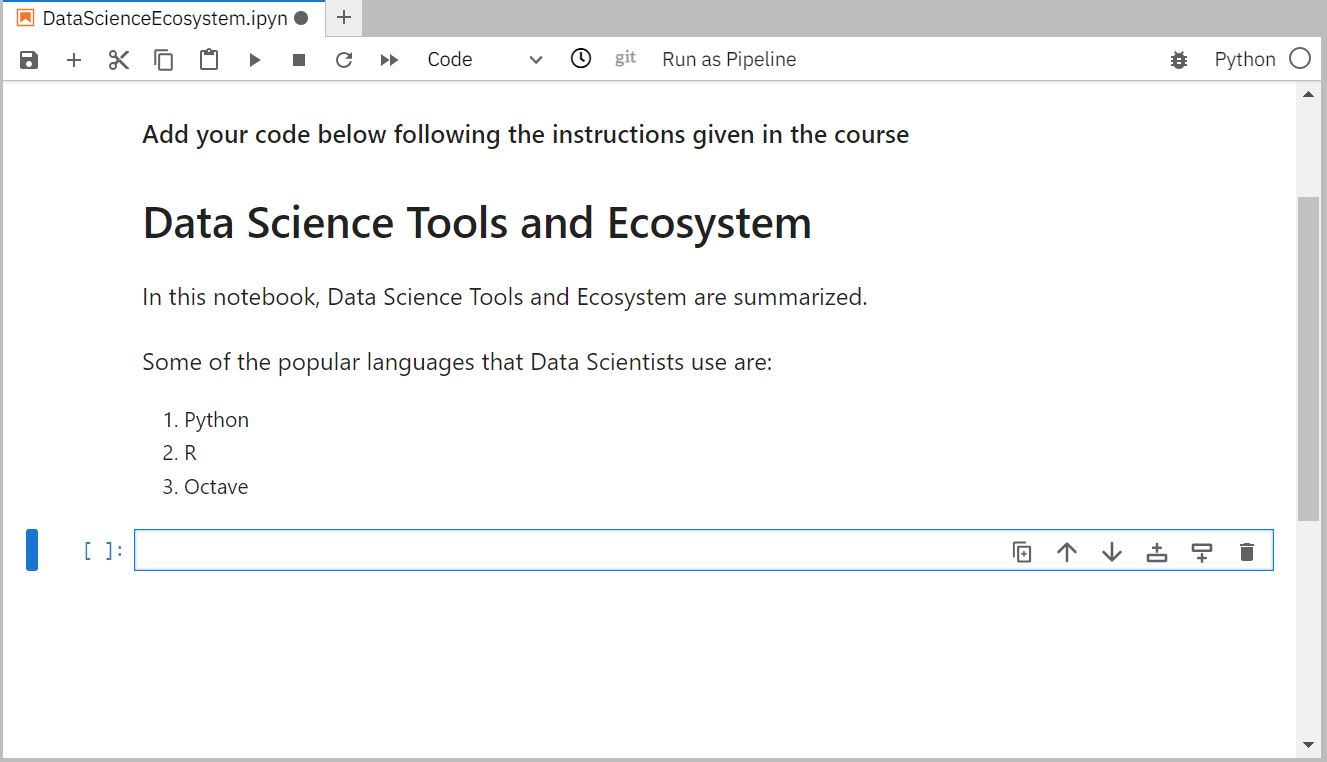 DataScienceEcosystem.ipyn
Code git Run as Pipeline Python
Add your code below following the instructions given in the course
Data Science Tools and Ecosystem
In this notebook, Data Science Tools and Ecosystem are summarized.
Some of the popular languages that Data Scientists use are:
1. Python
2. R
3. Octave
[ ]: